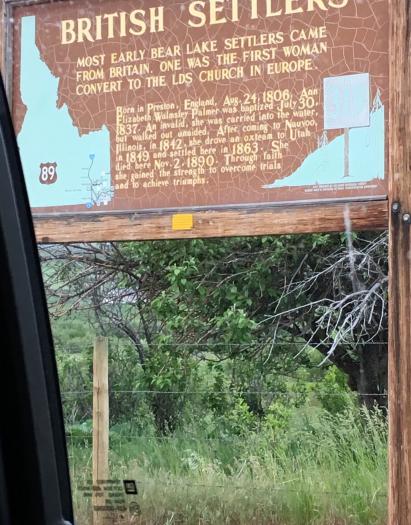 BRITISH SETTLERS
MOST EARLY BEAR LAKE SETTLERS CAME
FROM BRITAIN. ONE WAS THE FIRST WOMAN
CONVERT TO THE LDS CHURCH IN EUROPE.
Born in Preston, England, Aug. 24, 1806, Ann
Elizabeth Walmsley Palmer was baptized July 30,
1837. An invalid, she was carried into the water,
but walked out unaided. After coming to Nauvoo,
Illinois, in 1842, she drove an oxteam to Utah
in 1849 and settled here in 1863. She
died here Nov. 2, 1890. Through faith
she gained the strength to overcome trials
and to achieve triumphs.
89